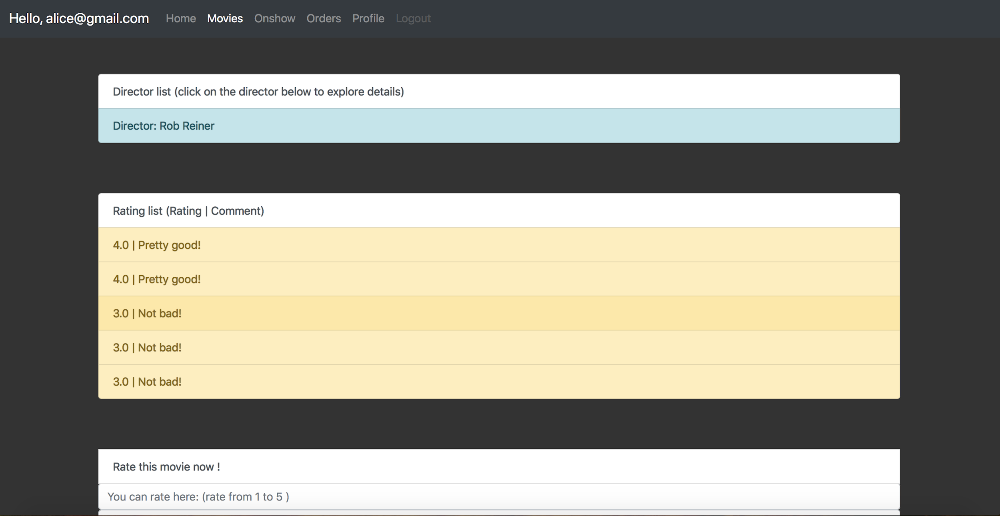 Hello, alice@gmail.com Home Movies Onshow Orders Profile Logout
Director list (click on the director below to explore details)
Director: Rob Reiner
Rating list (Rating | Comment)
4.0 | Pretty good!
4.0 | Pretty good!
3.0 | Not bad!
3.0 | Not bad!
3.0 | Not bad!
Rate this movie now !
You can rate here: (rate from 1 to 5 )